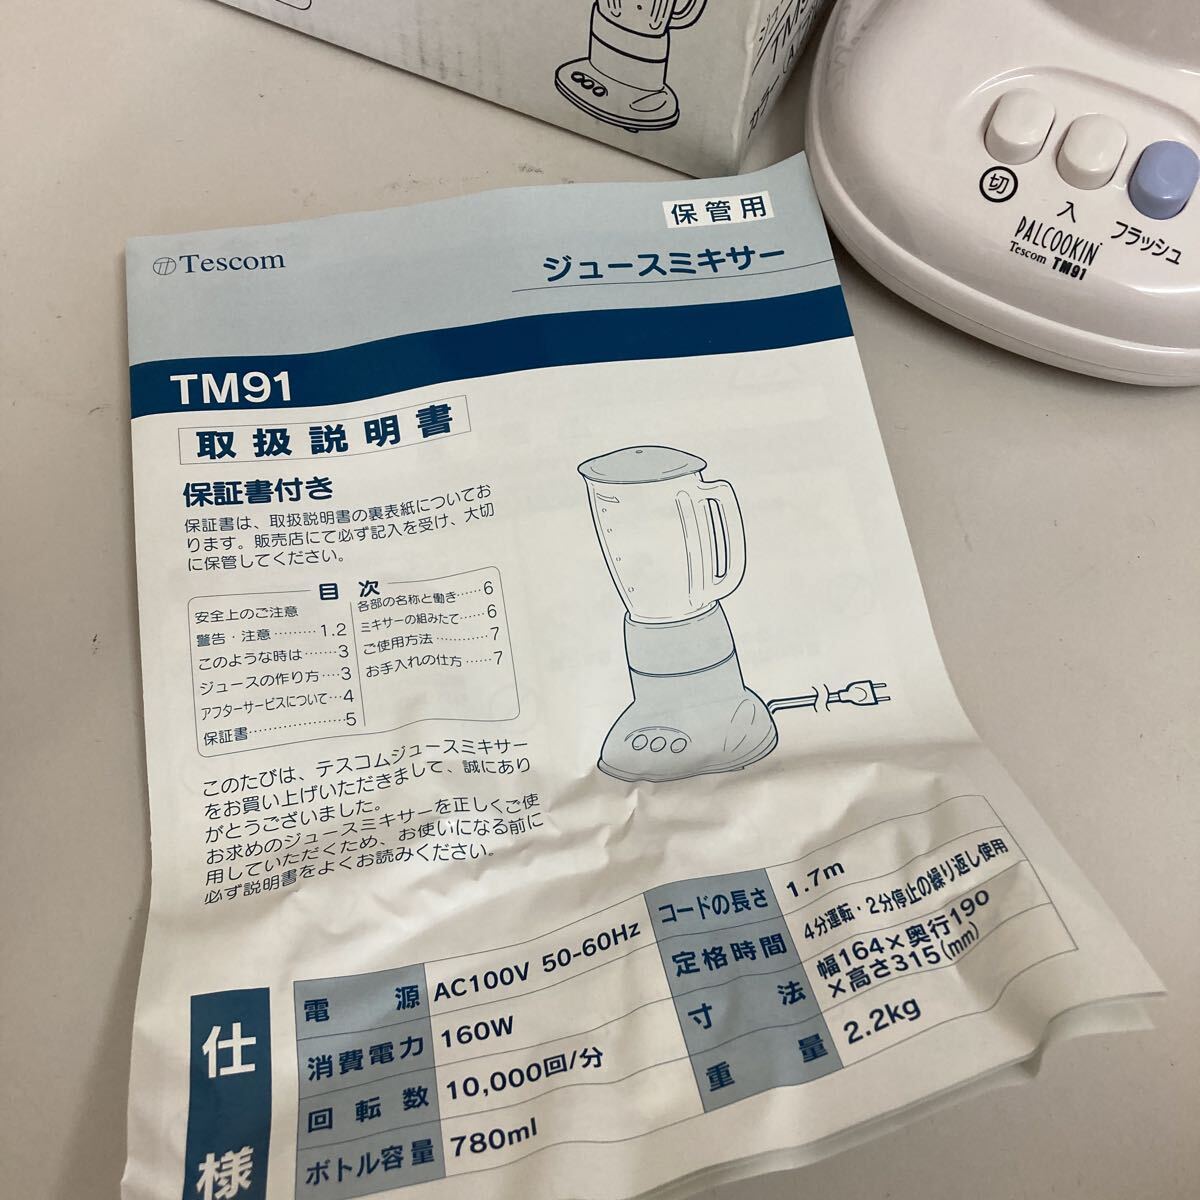 ジュー
TM9
カラー(A
切
入
フラッシュ
PALCOOKIN'
Tescom TM91
保管用
Tescom
ジュースミキサー
TM91
取扱説明書
保証書付き
保証書は、取扱説明書の裏表紙についてお
ります。販売店にて必ず記入を受け、大切
に保管してください。
目 次
安全上のご注意
警告・注意………1.2
このような時は……3
ジュースの作り方…3
アフターサービスについて…4
保証書…………………5
各部の名称と働き……6
ミキサーの組みたて……6
ご使用方法…………7
お手入れの仕方……7
このたびは、テスコムジュースミキサー
をお買い上げいただきまして、誠にあり
がとうございました。
お求めのジュースミキサーを正しくご使
用していただくため、お使いになる前に
必ず説明書をよくお読みください。
仕様
電源 AC100V 50-60Hz
消費電力 160W
回転数 10,000回/分
ボトル容量 780ml
コードの長さ 1.7m
定格時間 4分運転・2分停止の繰り返し使用
寸法 幅164×奥行190
×高さ315(mm)
重量 2.2kg